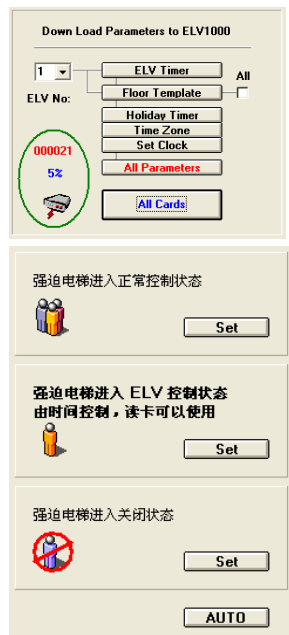 Down Load Parameters to ELV1000
1
ELV Timer
All
ELV No:
Floor Template
Holiday Timer
Time Zone
Set Clock
000021
5%
All Parameters
All Cards
强迫电梯进入正常控制状态
Set
强迫电梯进入 ELV 控制状态
由时间控制，读卡可以使用
Set
强迫电梯进入关闭状态
Set
AUTO